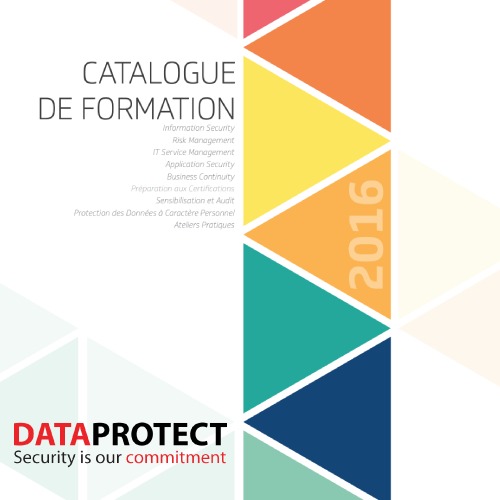 CATALOGUE
DE FORMATION
Information Security
Risk Management
IT Service Management
Application Security
Business Continuity
Préparation aux Certifications
Sensibilisation et Audit
Protection des Données à Caractère Personnel
Ateliers Pratiques
2016
DATAPROTECT
Security is our commitment